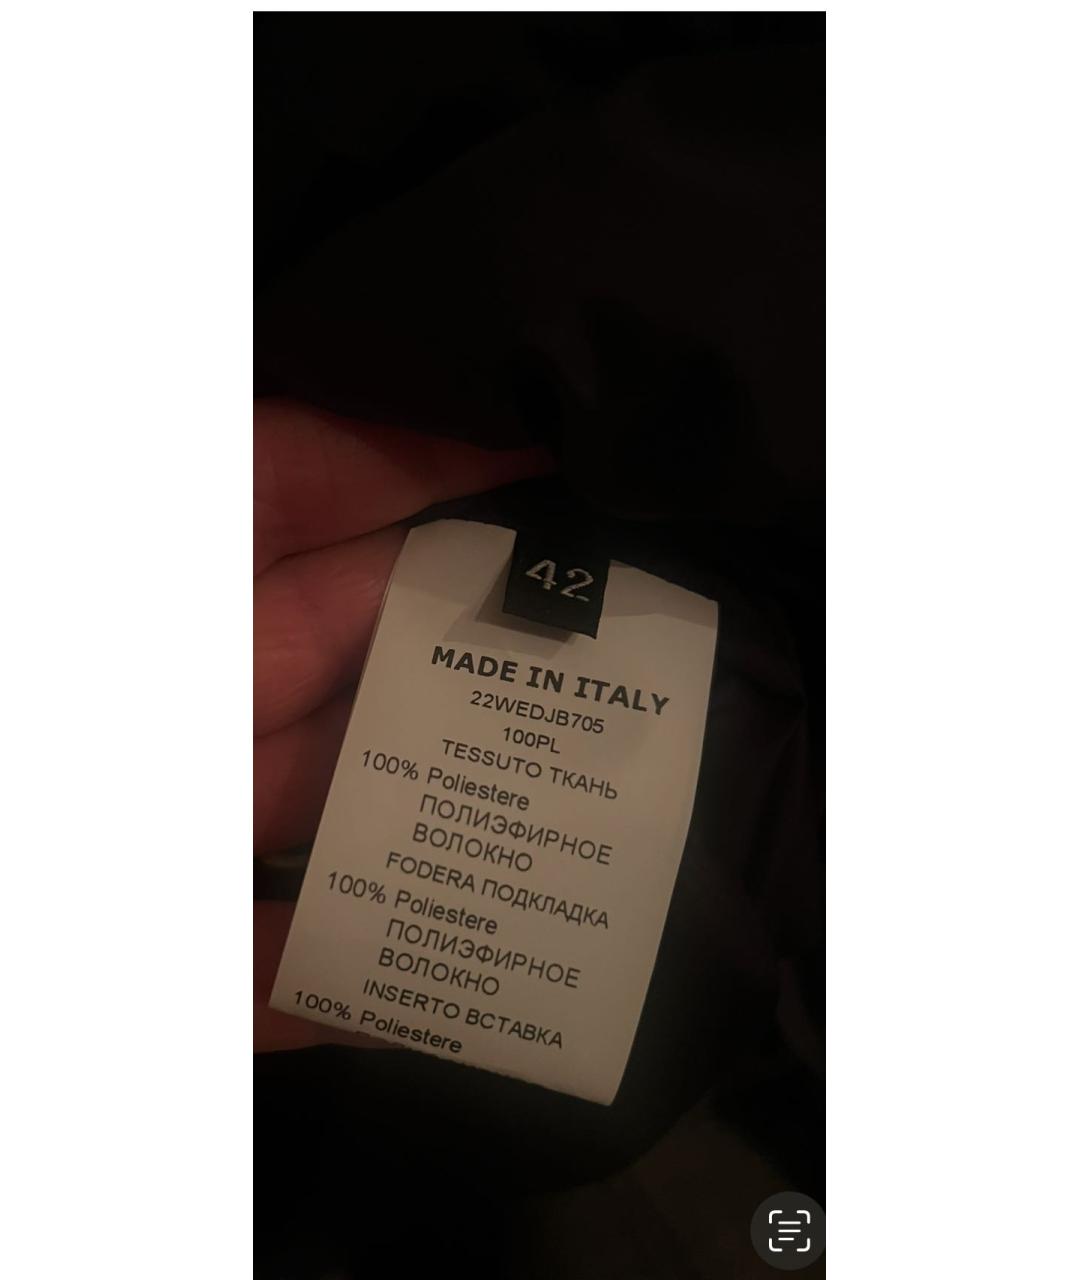 42
MADE IN ITALY
22WEDJB705
100PL
TESSUTO ТКАНЬ
100% Poliestere
ПОЛИЭФИРНОЕ
ВОЛОКНО
FODERA ПОДКЛАДКА
100% Poliestere
ПОЛИЭФИРНОЕ
ВОЛОКНО
INSERTO ВСТАВКА
100% Poliestere